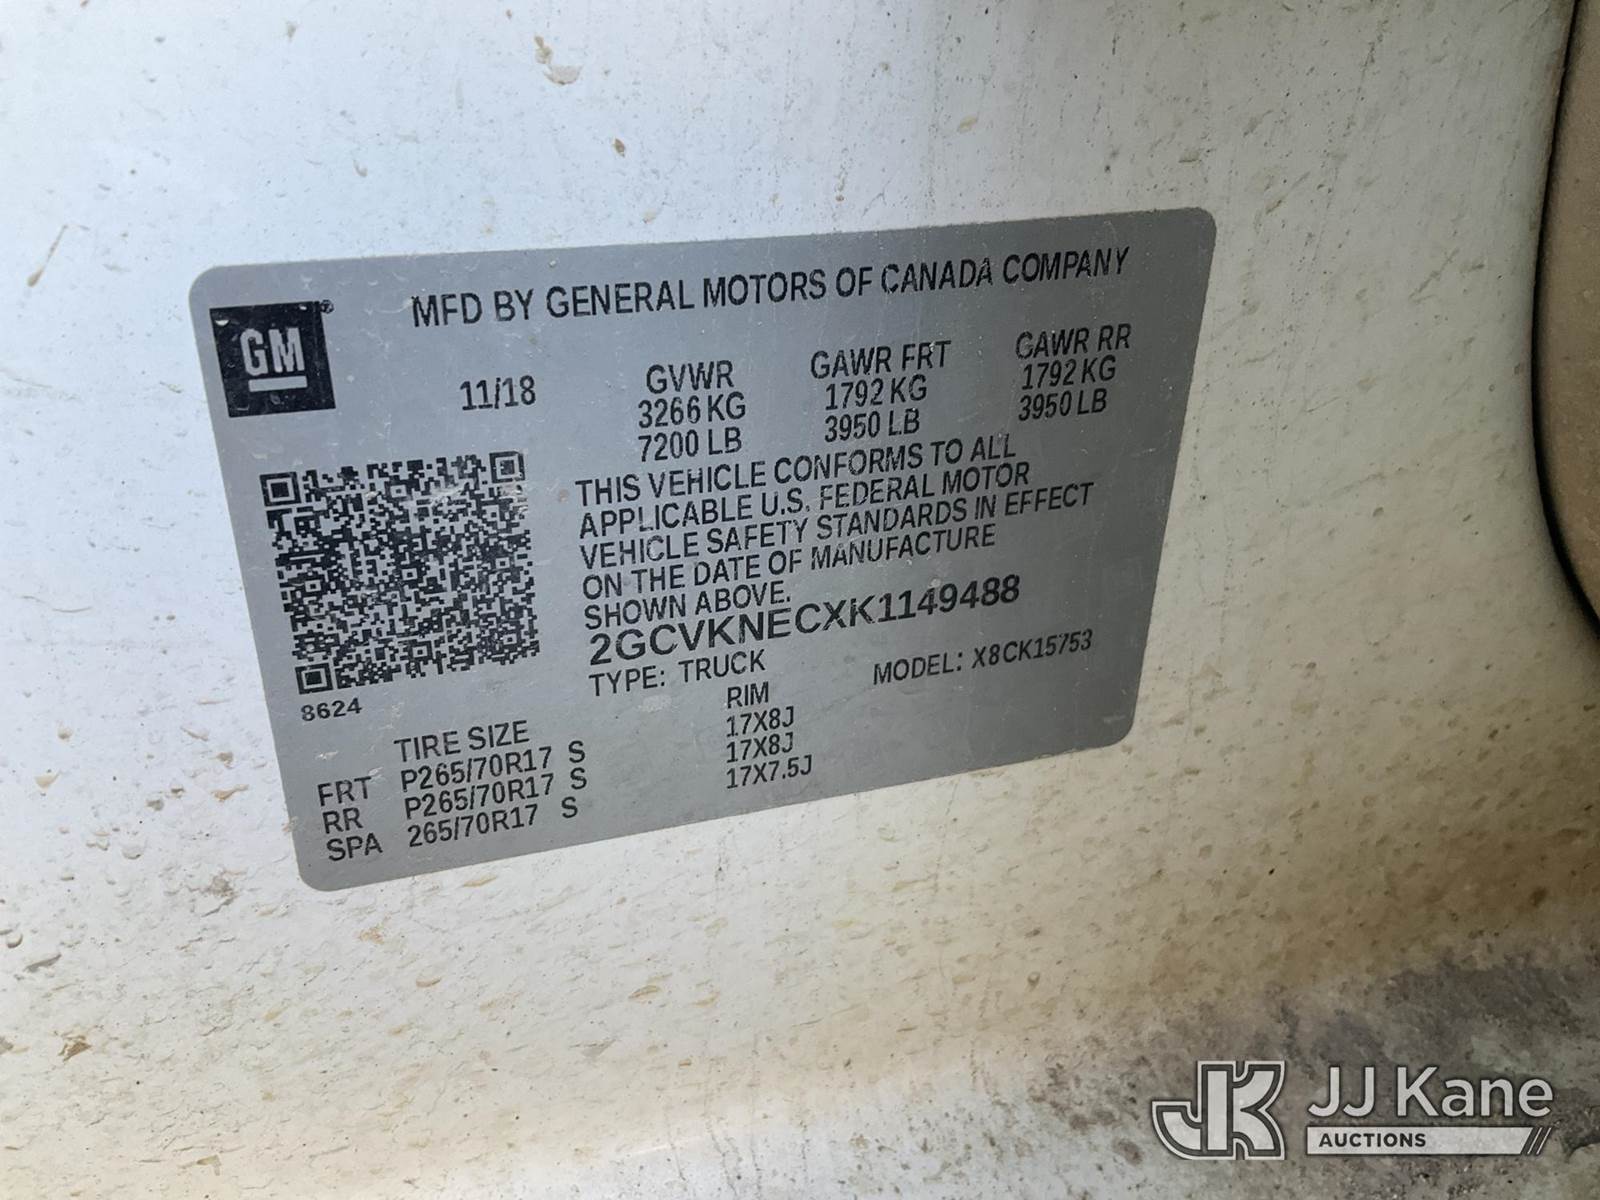 GM®
MFD BY GENERAL MOTORS OF CANADA COMPANY
11/18
GVWR
3266 KG
7200 LB
GAWR FRT
1792 KG
3950 LB
GAWR RR
1792 KG
3950 LB
THIS VEHICLE CONFORMS TO ALL
APPLICABLE U.S. FEDERAL MOTOR
VEHICLE SAFETY STANDARDS IN EFFECT
ON THE DATE OF MANUFACTURE
SHOWN ABOVE.
2GCVKNECXK1149488
TYPE: TRUCK MODEL: X8CK15753
8624
TIRE SIZE RIM
FRT P265/70R17 S 17X8J
RR P265/70R17 S 17X8J
SPA 265/70R17 S 17X7.5J
JK JJ Kane
AUCTIONS